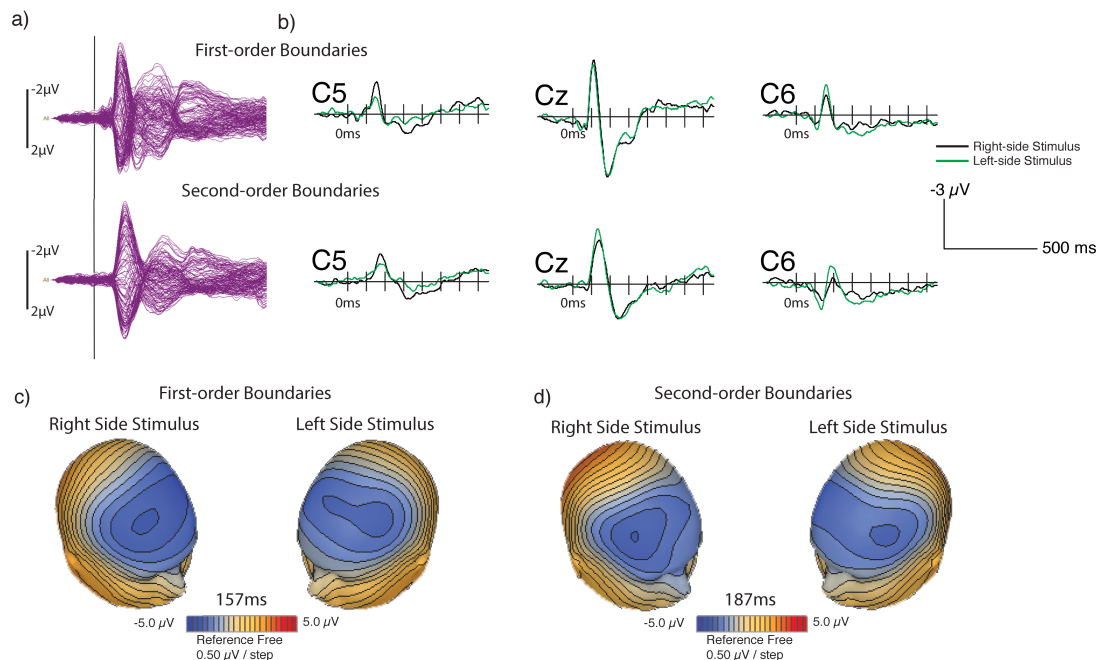 a)
b)
First-order Boundaries
-2µV
All
2µV
C5
0ms
Cz
0ms
C6
0ms
Right-side Stimulus
Left-side Stimulus
Second-order Boundaries
-3 µV
500 ms
-2µV
All
2µV
C5
0ms
Cz
0ms
C6
0ms
c)
First-order Boundaries
Right Side Stimulus
Left Side Stimulus
157ms
-5.0 µV
5.0 µV
Reference Free
0.50 µV / step
d)
Second-order Boundaries
Right Side Stimulus
Left Side Stimulus
187ms
-5.0 µV
5.0 µV
Reference Free
0.50 µV / step